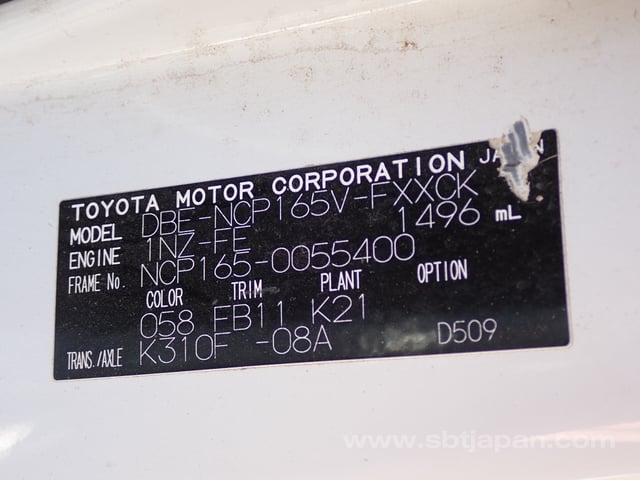 TOYOTA MOTOR CORPORATION
MODEL DBE-NCP165V-FXXCK
ENGINE 1NZ-FE 1496 mL
FRAME No. NCP165-0055400
COLOR TRIM PLANT OPTION
058 FB11 K21
TRANS./AXLE K310F -08A D509
www.sbtjapan.com